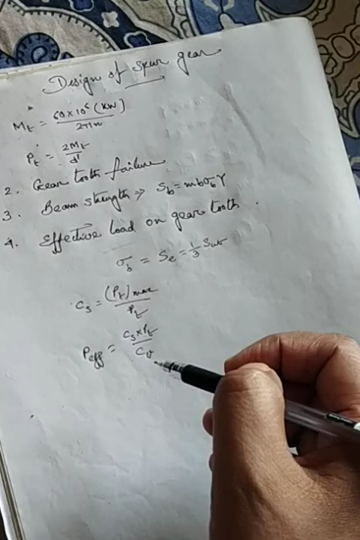 Design of spur gear
Mt = 60×10⁶(KW) / 2πn
Pt = 2Mt / d'
2. Gear tooth failure
3. Beam strength ⇒ Sb = mbσbY
4. Effective Load on gear tooth.
σb = Se = 1/3 Sut
Cs = (Pt)max / Pt
Peff = Cs×Pt / Cv